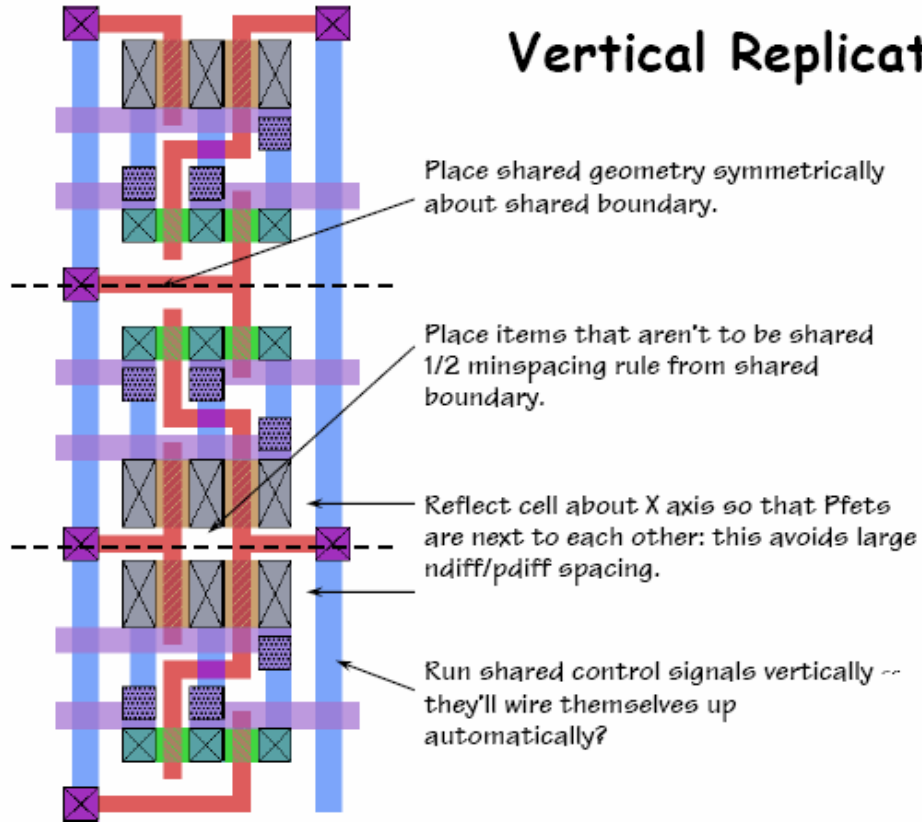 Vertical Replicat
Place shared geometry symmetrically
about shared boundary.
Place items that aren't to be shared
1/2 minspacing rule from shared
boundary.
Reflect cell about X axis so that Pfets
are next to each other: this avoids large
ndiff/pdiff spacing.
Run shared control signals vertically --
they'll wire themselves up
automatically?